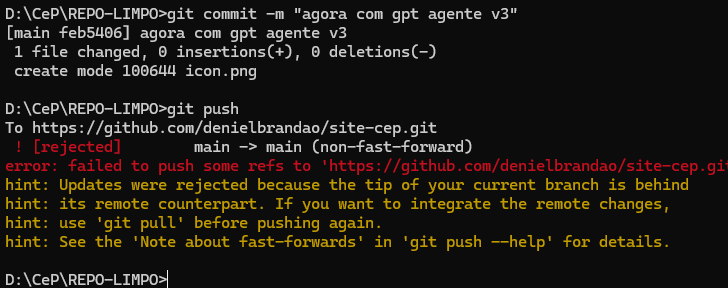 D:\CeP\REPO-LIMPO>git commit -m "agora com gpt agente v3"
[main feb5406] agora com gpt agente v3
 1 file changed, 0 insertions(+), 0 deletions(-)
 create mode 100644 icon.png
D:\CeP\REPO-LIMPO>git push
To https://github.com/denielbrandao/site-cep.git
 ! [rejected]        main -> main (non-fast-forward)
error: failed to push some refs to 'https://github.com/denielbrandao/site-cep.git
hint: Updates were rejected because the tip of your current branch is behind
hint: its remote counterpart. If you want to integrate the remote changes,
hint: use 'git pull' before pushing again.
hint: See the 'Note about fast-forwards' in 'git push --help' for details.
D:\CeP\REPO-LIMPO>